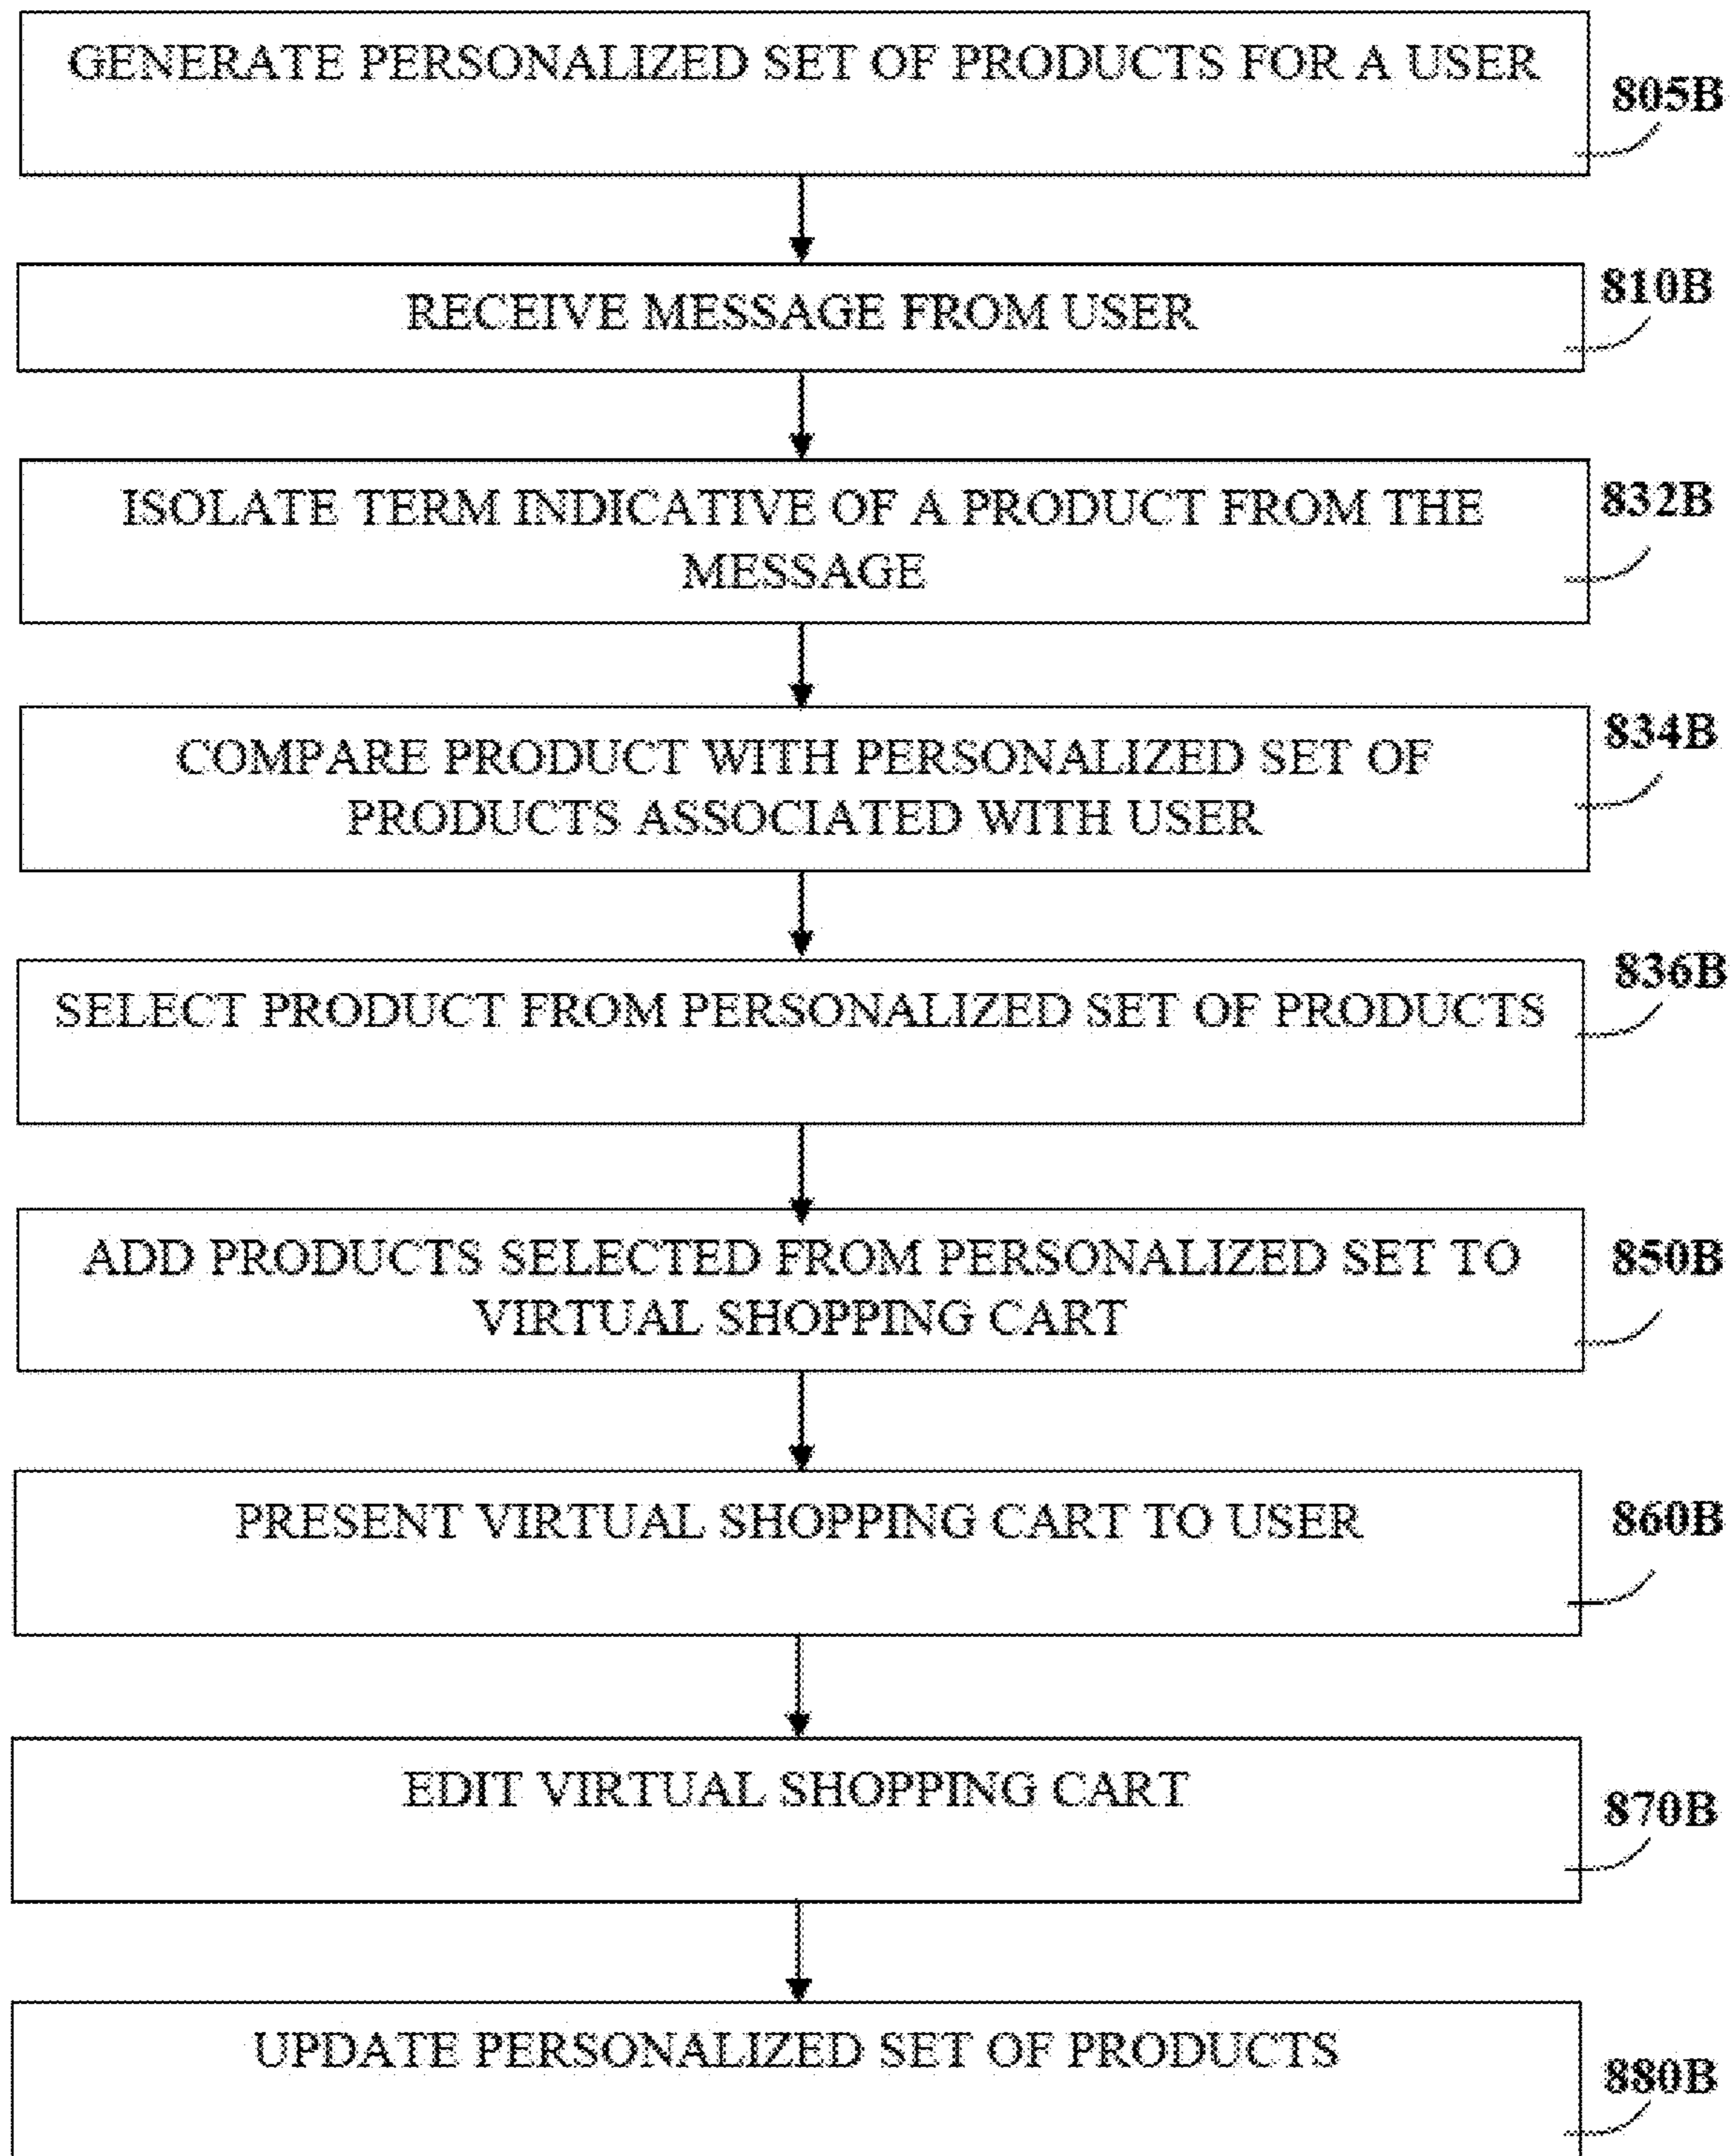 GENERATE PERSONALIZED SET OF PRODUCTS FOR A USER
805B
RECEIVE MESSAGE FROM USER
810B
ISOLATE TERM INDICATIVE OF A PRODUCT FROM THE
MESSAGE
832B
COMPARE PRODUCT WITH PERSONALIZED SET OF
PRODUCTS ASSOCIATED WITH USER
834B
SELECT PRODUCT FROM PERSONALIZED SET OF PRODUCTS
836B
ADD PRODUCTS SELECTED FROM PERSONALIZED SET TO
VIRTUAL SHOPPING CART
850B
PRESENT VIRTUAL SHOPPING CART TO USER
860B
EDIT VIRTUAL SHOPPING CART
870B
UPDATE PERSONALIZED SET OF PRODUCTS
880B